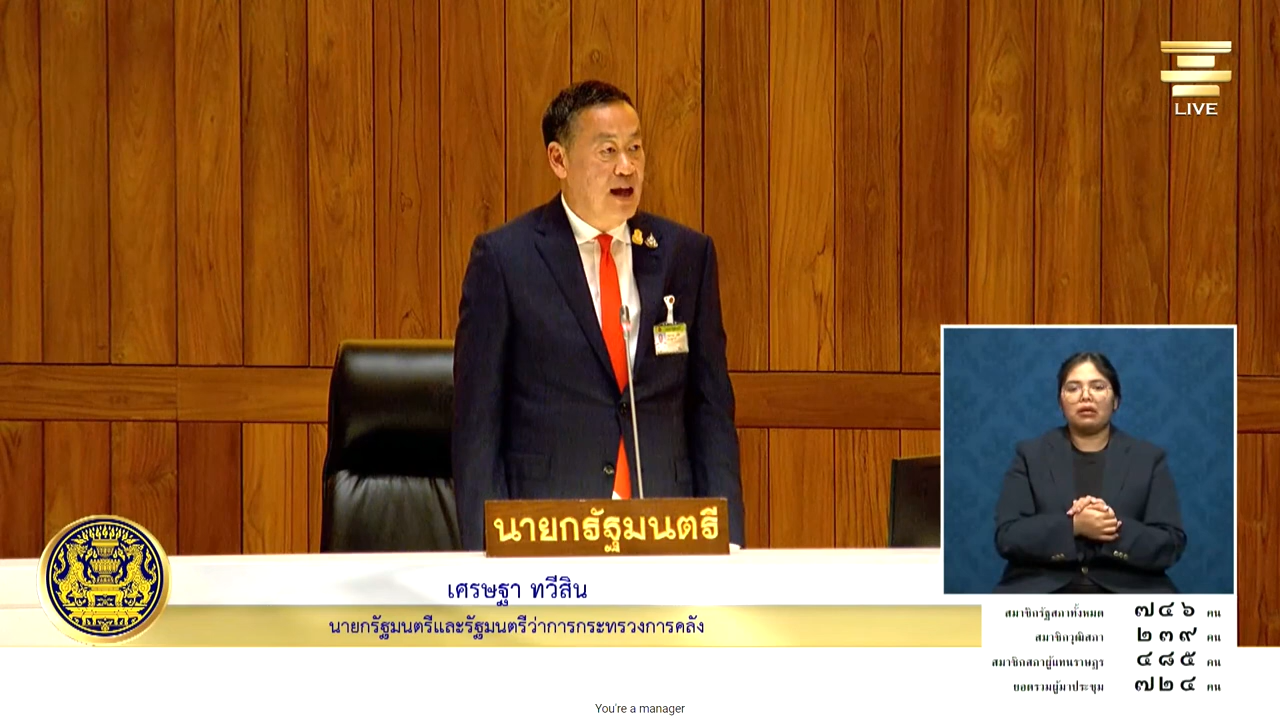 LIVE
นายกรัฐมนตรี
เศรษฐา ทวีสิน
นายกรัฐมนตรีและรัฐมนตรีว่าการกระทรวงการคลัง
สมาชิกรัฐสภาทั้งหมด ๗๔๖ คน
สมาชิกวุฒิสภา ๒๓๙ คน
สมาชิกสภาผู้แทนราษฎร ๔๘๕ คน
ยอดรวมผู้มาประชุม ๗๒๔ คน
You're a manager